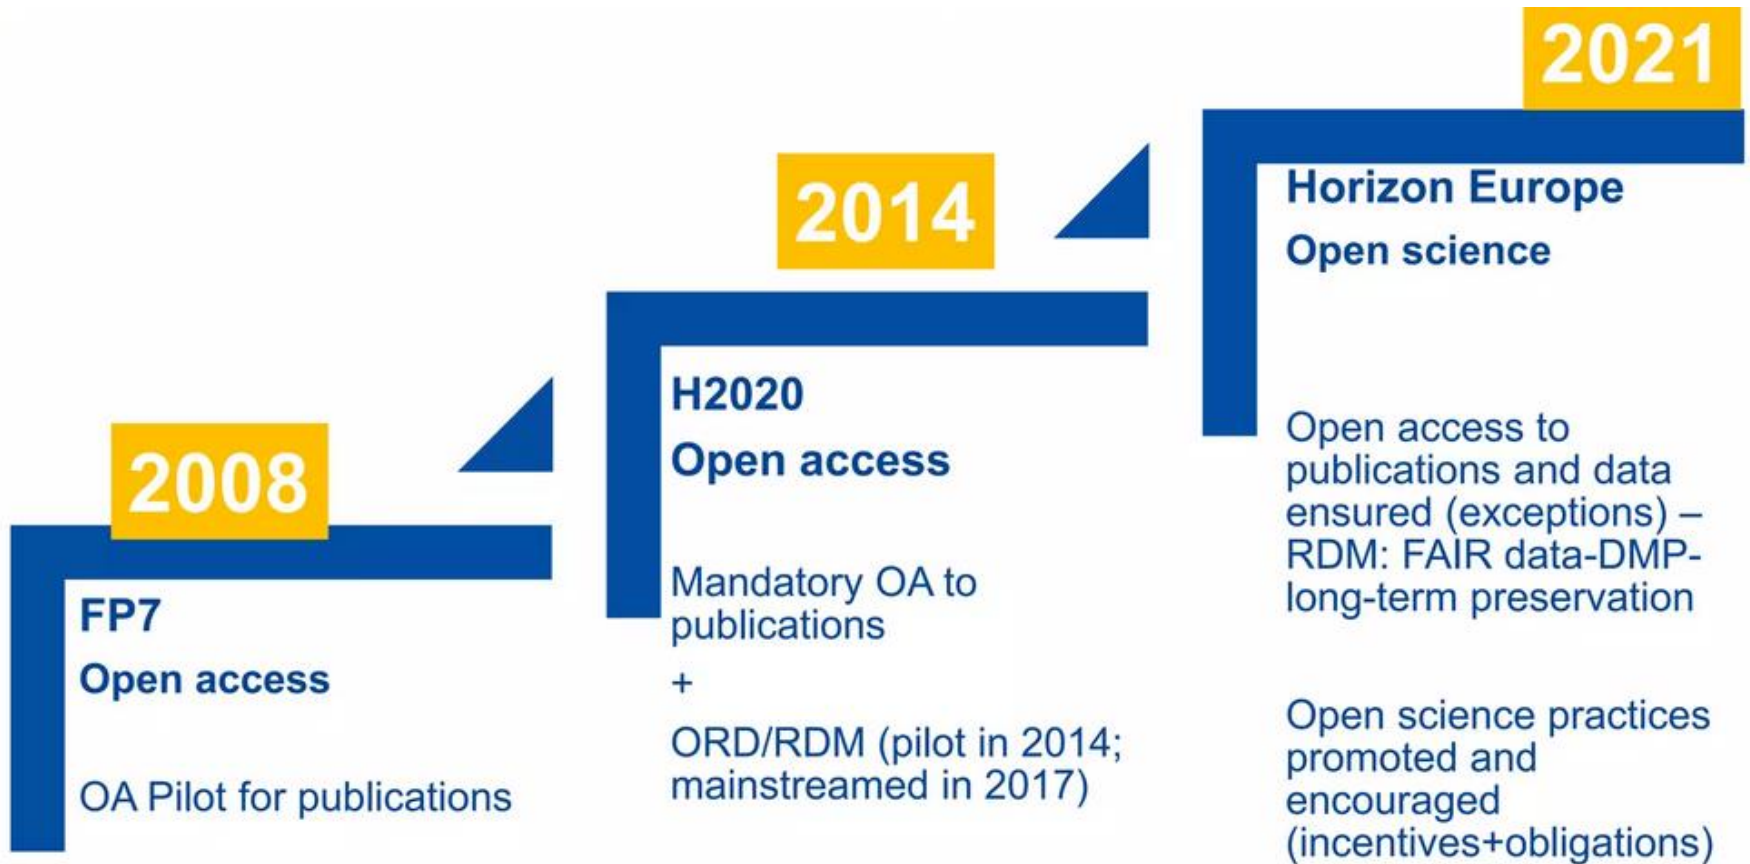 2008
FP7
Open access
OA Pilot for publications
2014
H2020
Open access
Mandatory OA to
publications
+
ORD/RDM (pilot in 2014;
mainstreamed in 2017)
2021
Horizon Europe
Open science
Open access to
publications and data
ensured (exceptions) –
RDM: FAIR data-DMP-
long-term preservation
Open science practices
promoted and
encouraged
(incentives+obligations)